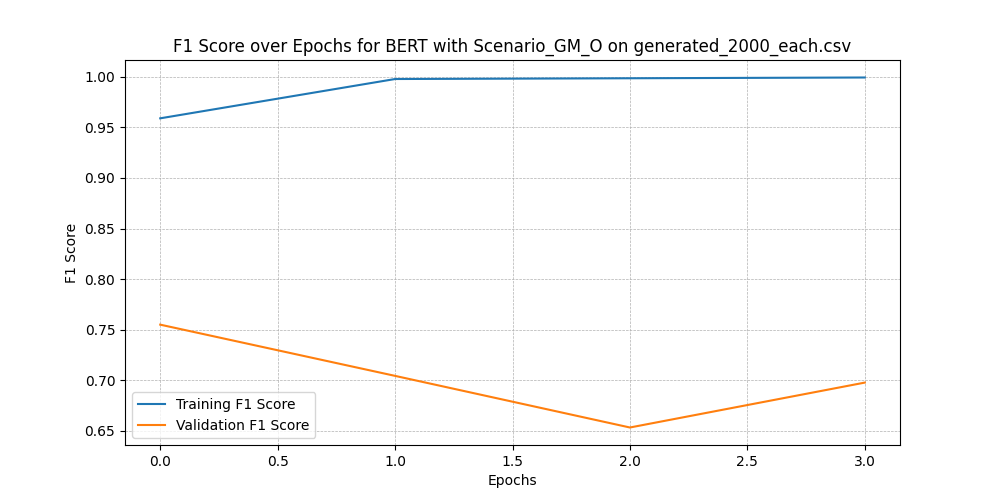 F1 Score over Epochs for BERT with Scenario_GM_O on generated_2000_each.csv
1.00
0.95
0.90
0.85
0.80
0.75
0.70
0.65
F1 Score
Training F1 Score
Validation F1 Score
0.0 0.5 1.0 1.5 2.0 2.5 3.0
Epochs